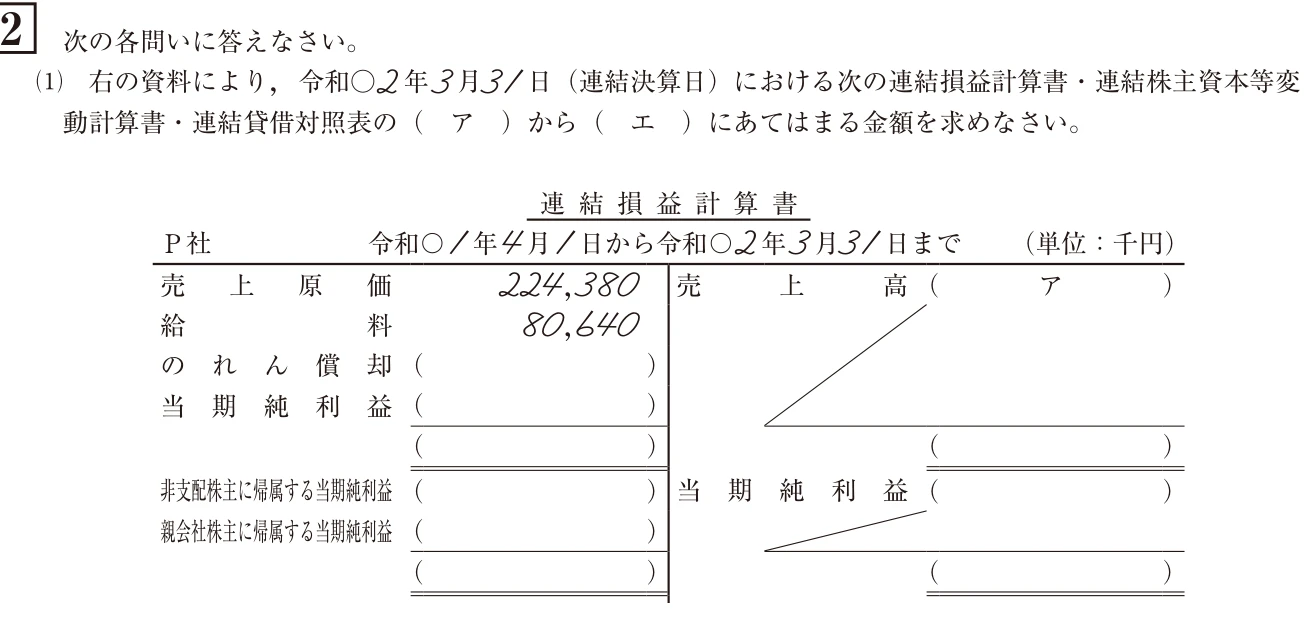 2 次の各問いに答えなさい。
⑴ 右の資料により，令和○2年3月31日（連結決算日）における次の連結損益計算書・連結株主資本等変
動計算書・連結貸借対照表の（　ア　）から（　エ　）にあてはまる金額を求めなさい。
連結損益計算書
P社 令和○1年4月1日から令和○2年3月31日まで （単位：千円）
売上原価 224,380 売上高（　ア　）
給料 80,640
のれん償却（　）
当期純利益（　）
（　）（　）
非支配株主に帰属する当期純利益（　）当期純利益（　）
親会社株主に帰属する当期純利益（　）
（　）（　）